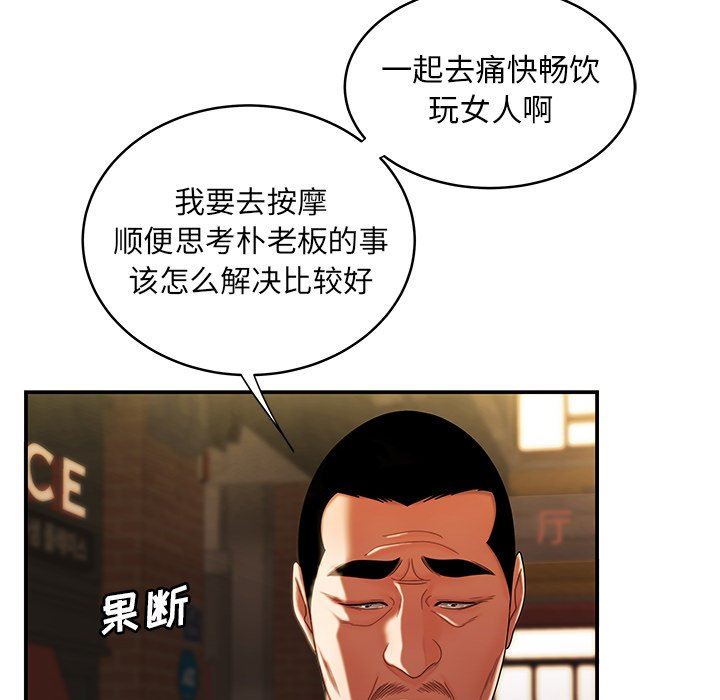 一起去痛快畅饮
玩女人啊
我要去按摩
顺便思考朴老板的事
该怎么解决比较好
CE
厅
果断